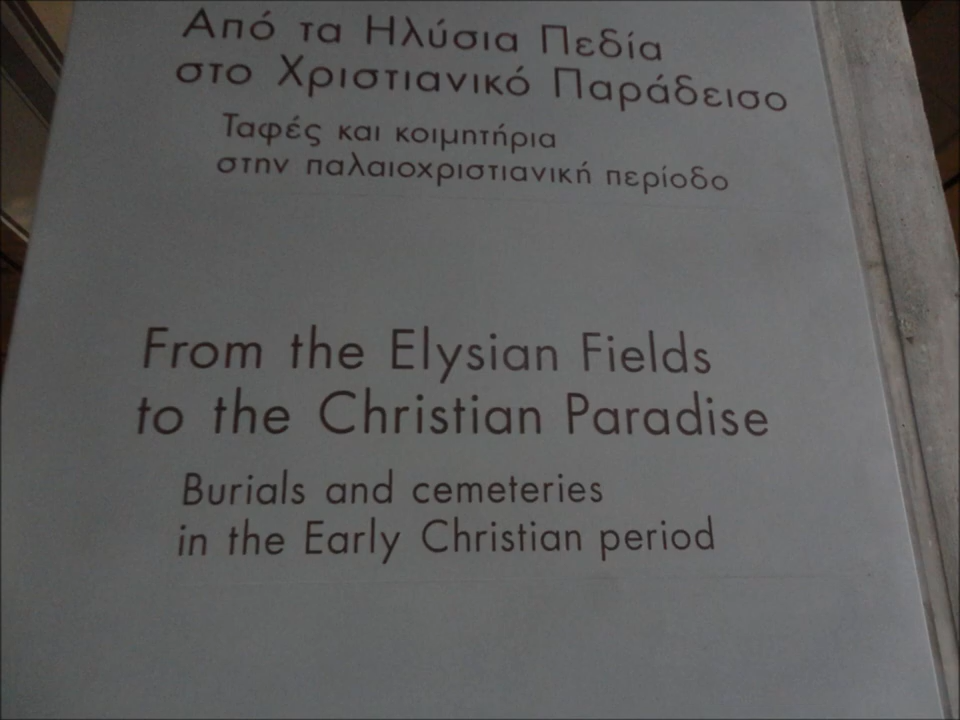 Από τα Ηλύσια Πεδία
στο Χριστιανικό Παράδεισο
Ταφές και κοιμητήρια
στην παλαιοχριστιανική περίοδο
From the Elysian Fields
to the Christian Paradise
Burials and cemeteries
in the Early Christian period